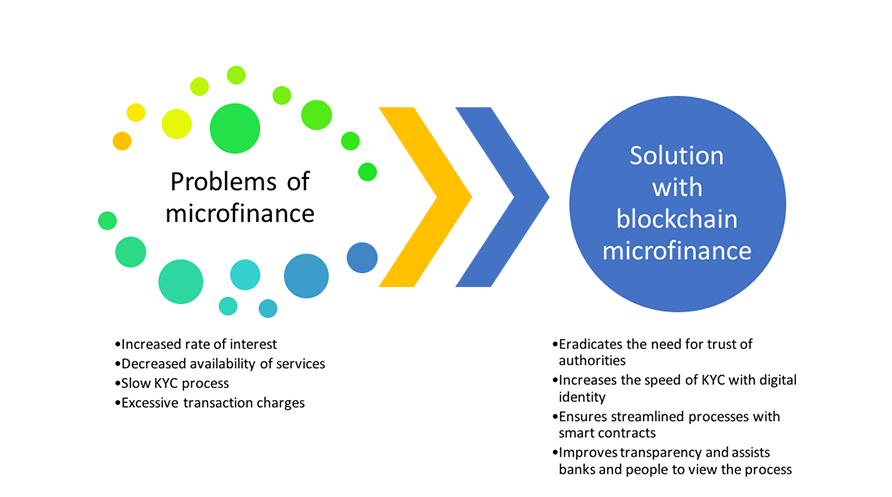 Problems of
microfinance
•Increased rate of interest
•Decreased availability of services
•Slow KYC process
•Excessive transaction charges
Solution
with
blockchain
microfinance
•Eradicates the need for trust of
authorities
•Increases the speed of KYC with digital
identity
•Ensures streamlined processes with
smart contracts
•Improves transparency and assists
banks and people to view the process